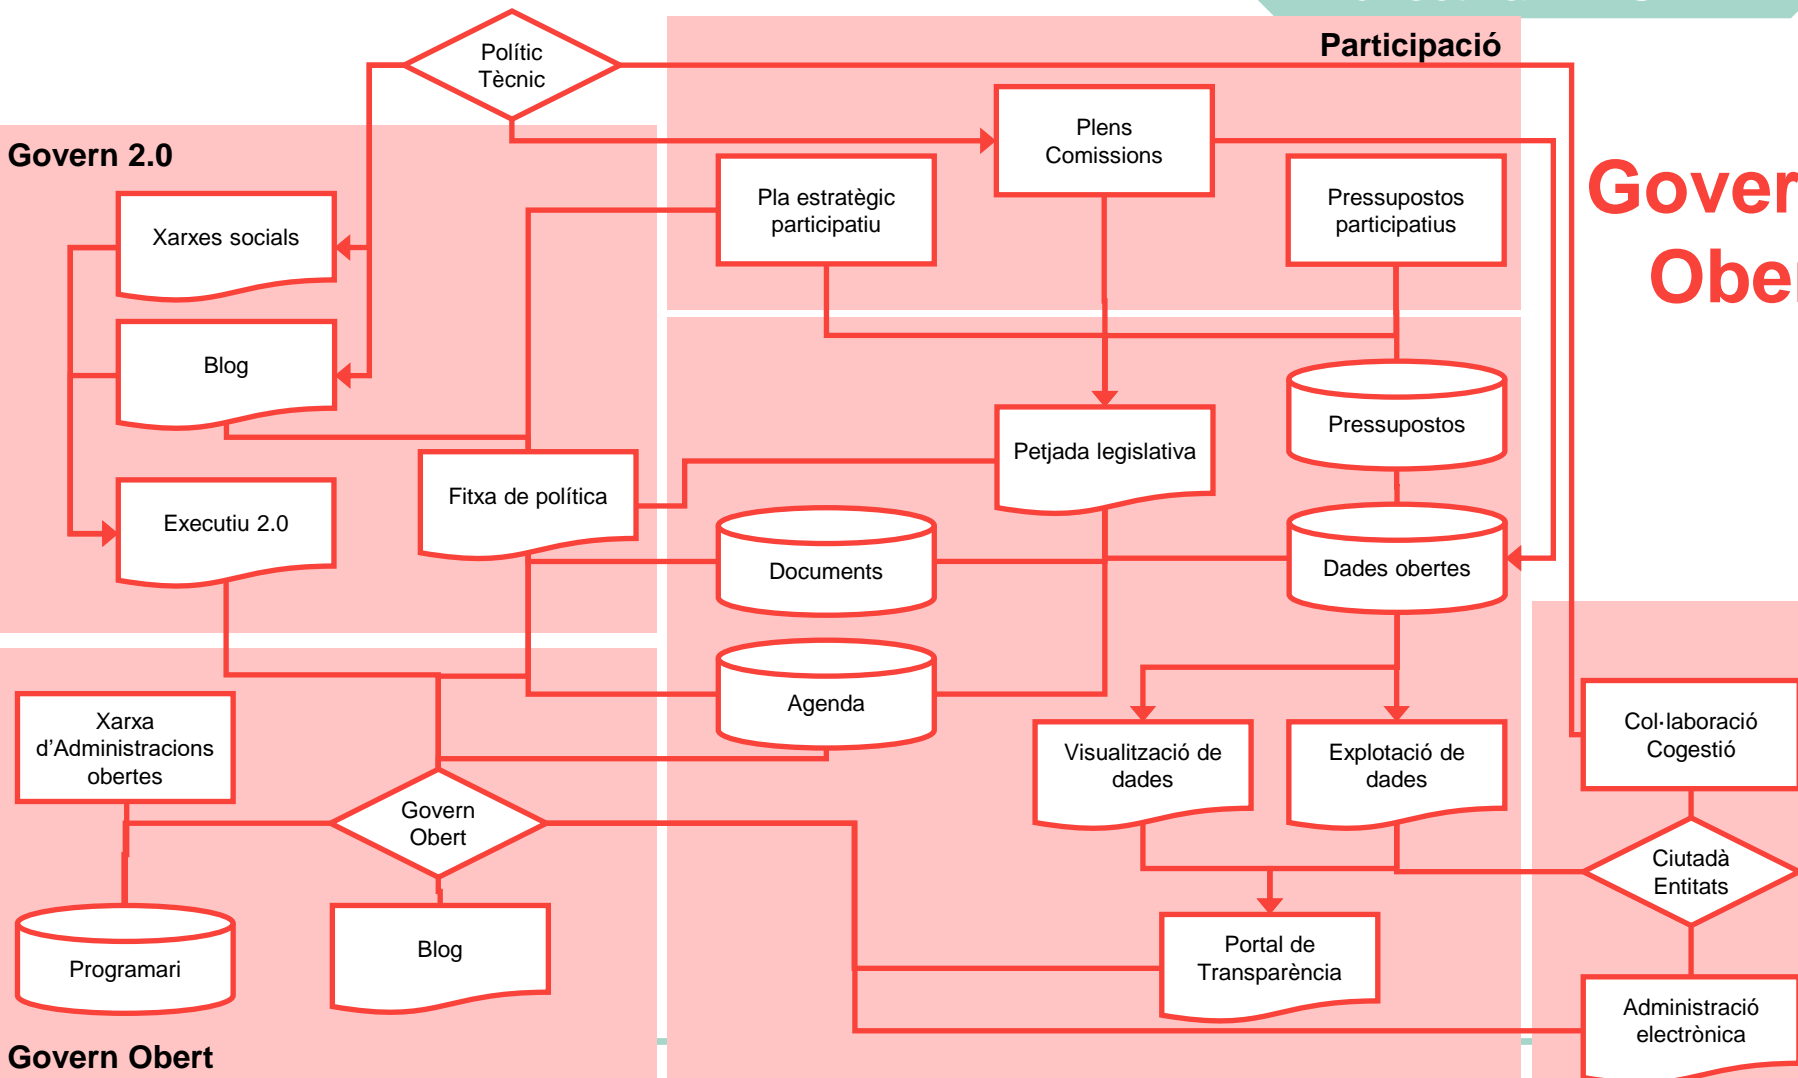 Participació
Polític
Tècnic
Plens
Comissions
Govern 2.0
Pla estratègic
participatiu
Pressupostos
participatius
Gover
Ober
Xarxes socials
Blog
Pressupostos
Petjada legislativa
Fitxa de política
Executiu 2.0
Documents
Dades obertes
Agenda
Xarxa
d'Administracions
obertes
Visualització de
dades
Explotació de
dades
Col·laboració
Cogestió
Govern
Obert
Ciutadà
Entitats
Programari
Blog
Portal de
Transparència
Administració
electrònica
Govern Obert